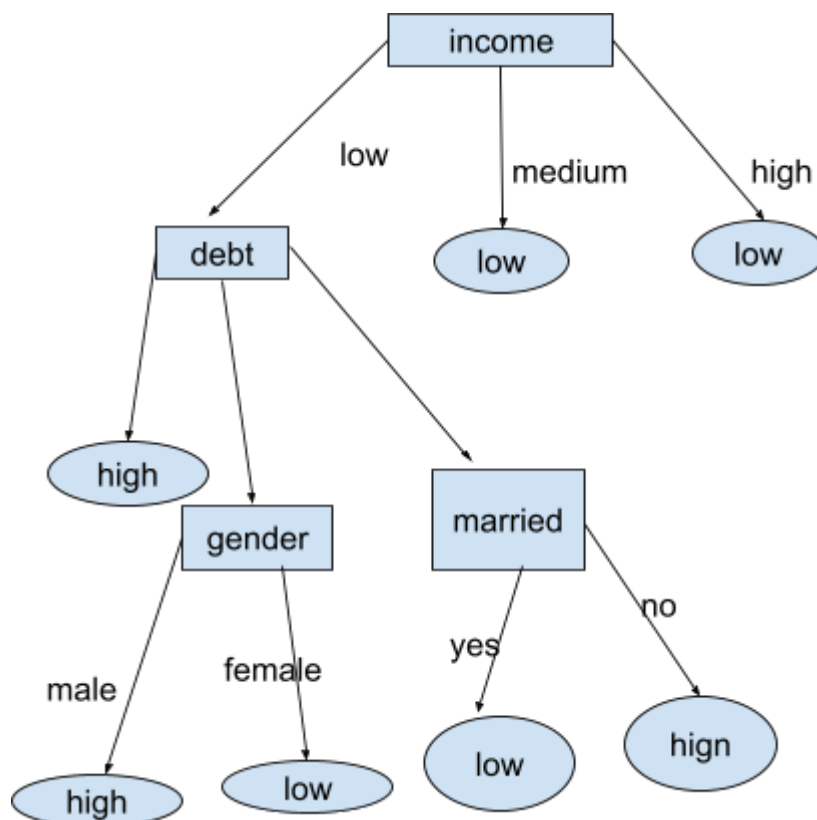 income
low
medium
high
debt
low
low
high
gender
married
male
female
yes
no
high
low
low
hign